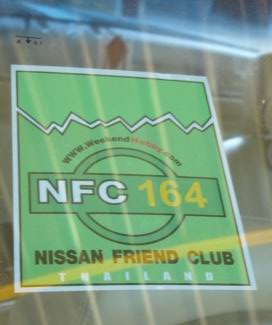 www.WeekendHobby.com
NFC 164
NISSAN FRIEND CLUB
THAILAND